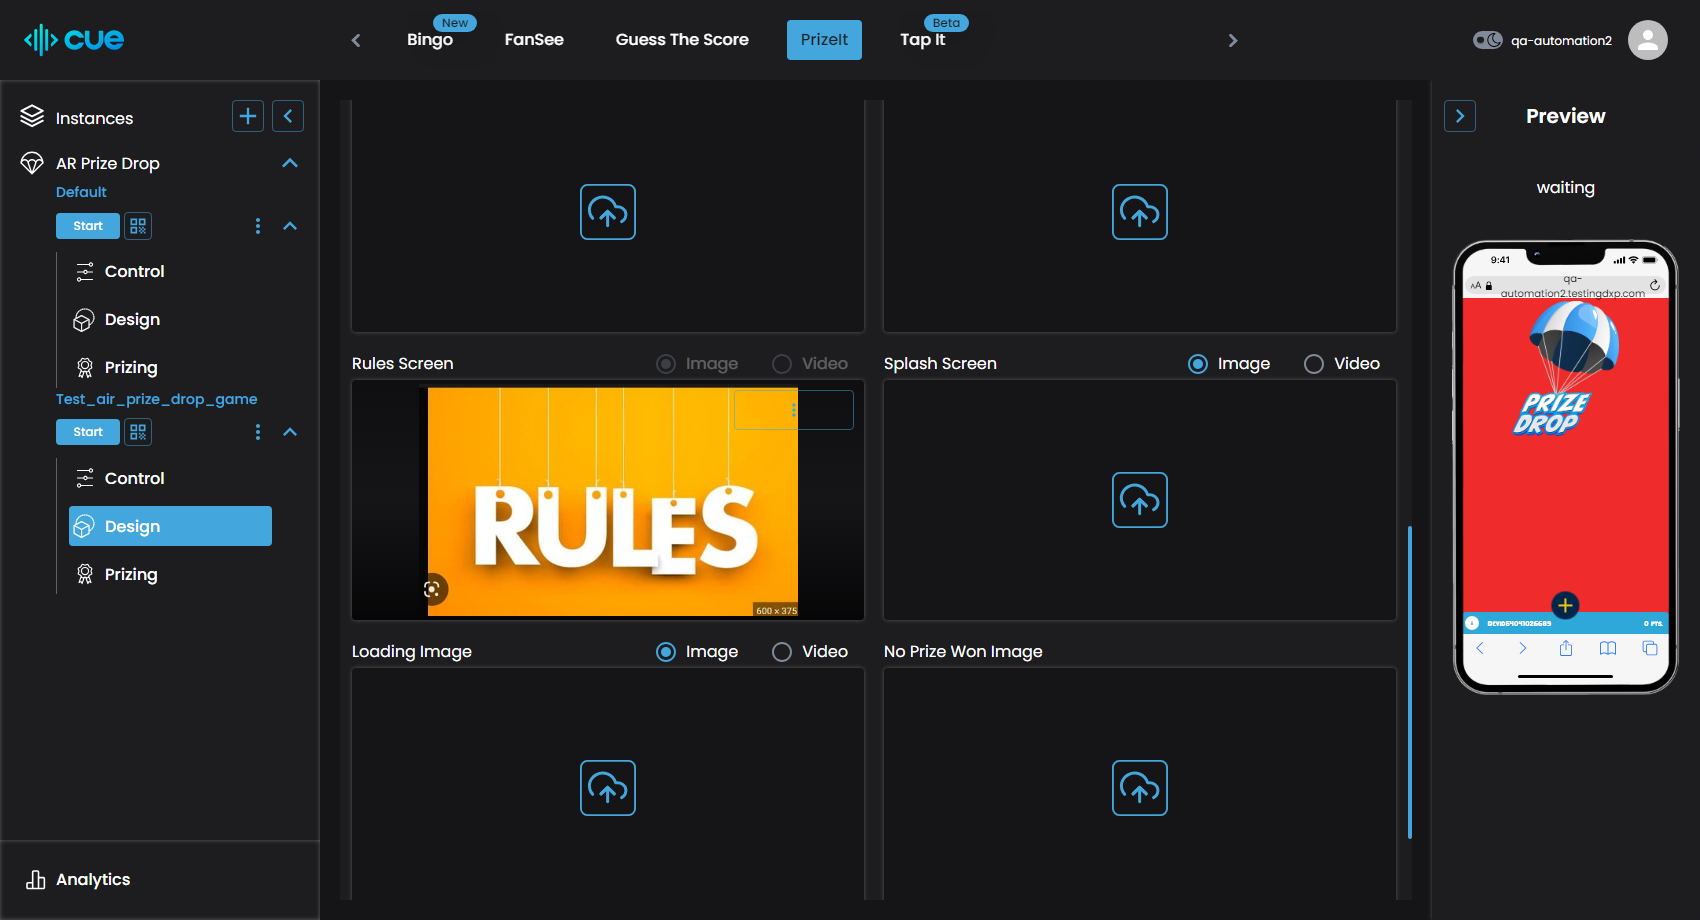 cue
Bingo
New
FanSee
Guess The Score
PrizeIt
Tap It
Beta
qa-automation2
Instances
AR Prize Drop
Default
Start
Control
Design
Prizing
Test_air_prize_drop_game
Start
Control
Design
Prizing
Analytics
Rules Screen
Image
Video
RULES
600 × 375
Splash Screen
Image
Video
Loading Image
Image
Video
No Prize Won Image
Preview
waiting
9:41
AA
qa-
automation2.testingdxp.com
PRIZE
DROP
0 PTS.